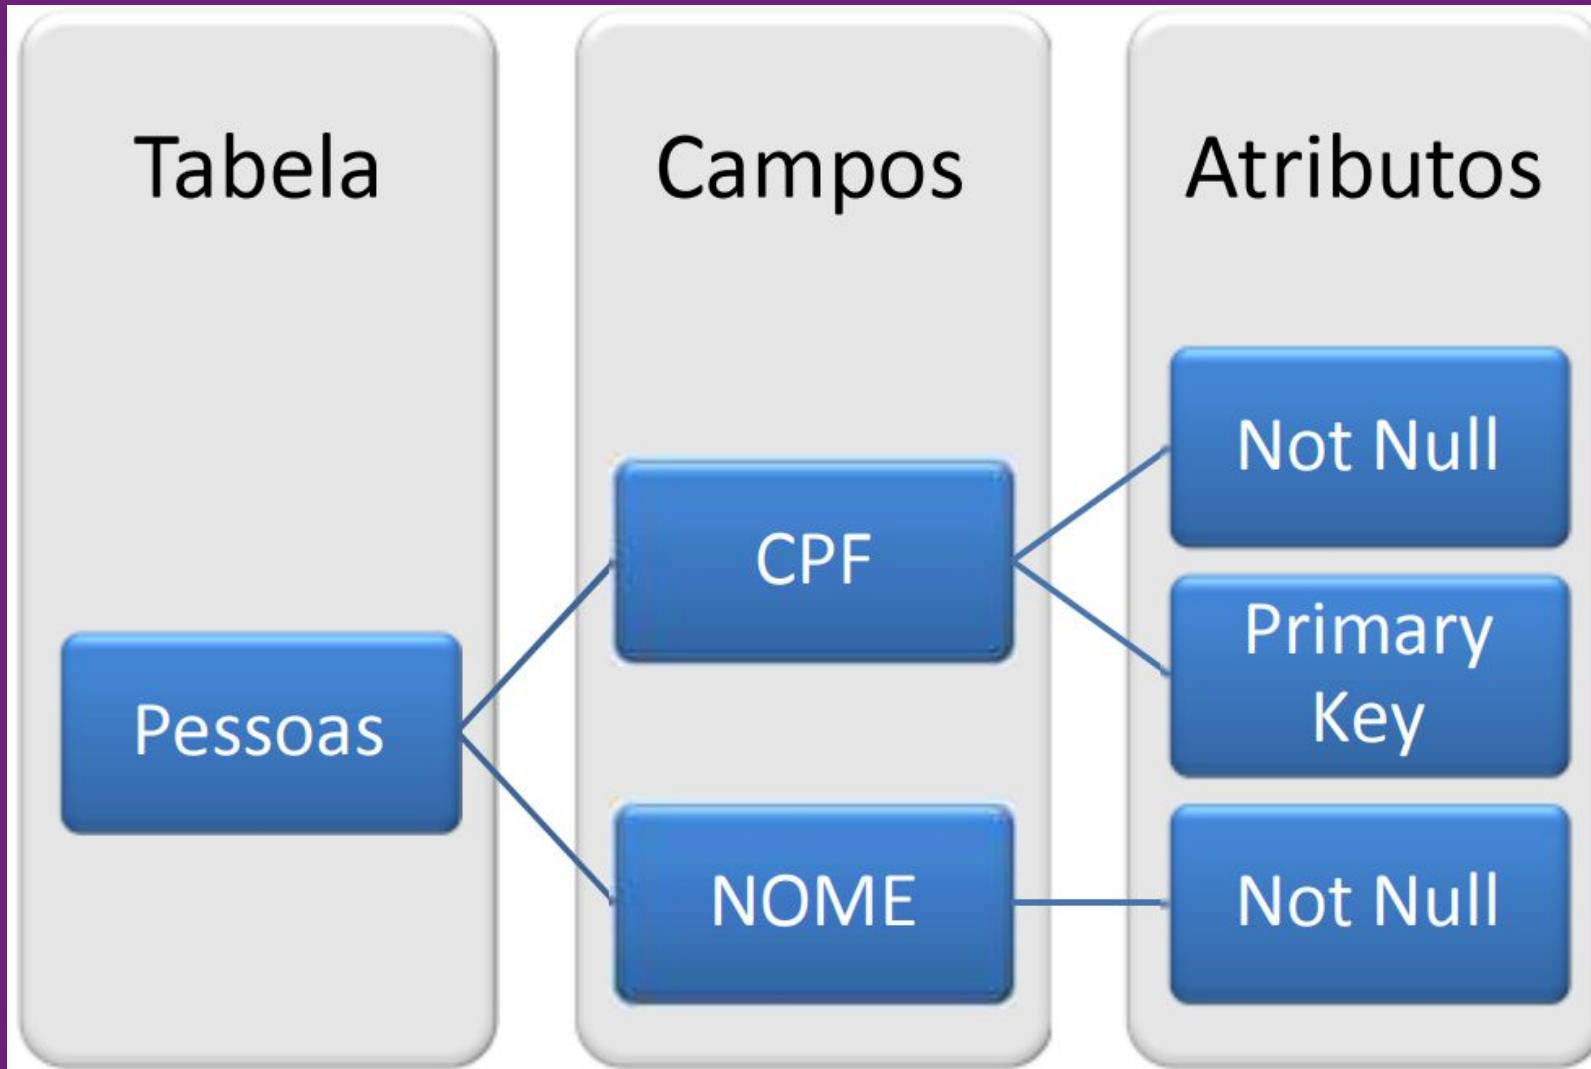 Tabela
Campos
Atributos
Pessoas
CPF
NOME
Not Null
Primary
Key
Not Null